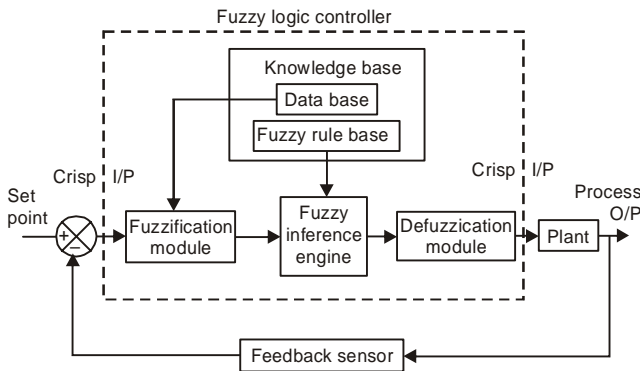 Fuzzy logic controller
Knowledge base
Data base
Fuzzy rule base
Crisp I/P
Crisp I/P
Set
point
Process
O/P
+
−
Fuzzification
module
Fuzzy
inference
engine
Defuzzication
module
Plant
Feedback sensor